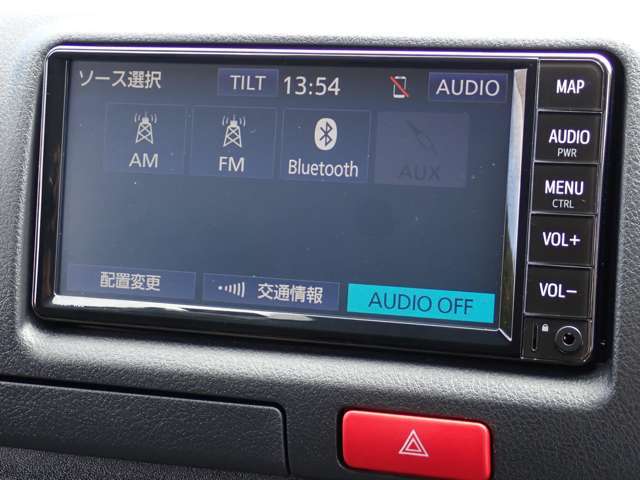 ソース選択 TILT 13:54 AUDIO
AM
FM
Bluetooth
AUX
配置変更
交通情報
AUDIO OFF
MAP
AUDIO
PWR
MENU
CTRL
VOL+
VOL-